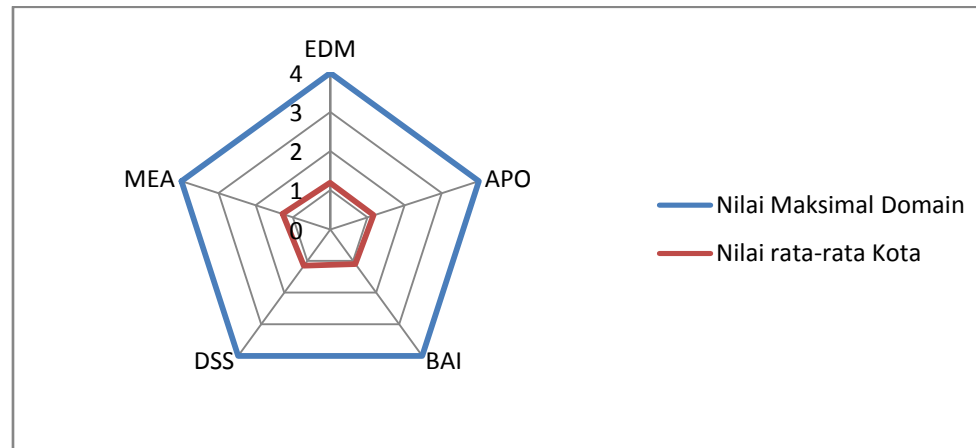 EDM
4
3
2
1
0
MEA
APO
DSS
BAI
Nilai Maksimal Domain
Nilai rata-rata Kota